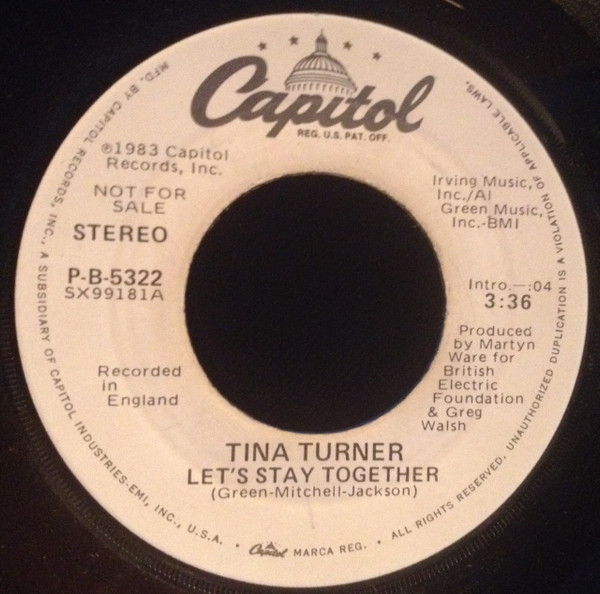 Capitol
REG. U.S. PAT. OFF.
℗1983 Capitol
Records, Inc.
NOT FOR
SALE
STEREO
P-B-5322
SX99181A
Recorded
in
England
Irving Music,
Inc./Al
Green Music,
Inc.-BMI
Intro.—:04
3:36
Produced
by Martyn
Ware for
British
Electric
Foundation
& Greg
Walsh
TINA TURNER
LET'S STAY TOGETHER
(Green-Mitchell-Jackson)
MFD. BY CAPITOL RECORDS, INC., A SUBSIDIARY OF CAPITOL INDUSTRIES-EMI, INC., U.S.A. • Capitol MARCA REG. • ALL RIGHTS RESERVED. UNAUTHORIZED DUPLICATION IS A VIOLATION OF APPLICABLE LAWS.